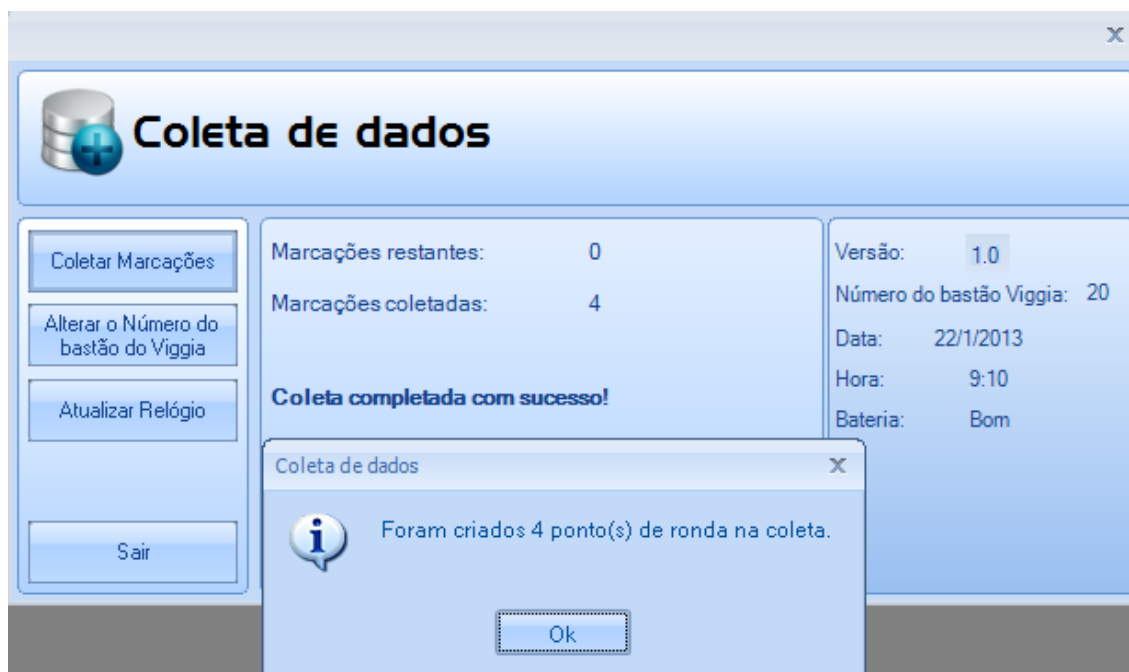 Coleta de dados
Coletar Marcações
Alterar o Número do
bastão do Viggia
Atualizar Relógio
Sair
Marcações restantes: 0
Marcações coletadas: 4
Coleta completada com sucesso!
Versão: 1.0
Número do bastão Viggia: 20
Data: 22/1/2013
Hora: 9:10
Bateria: Bom
Coleta de dados
Foram criados 4 ponto(s) de ronda na coleta.
Ok